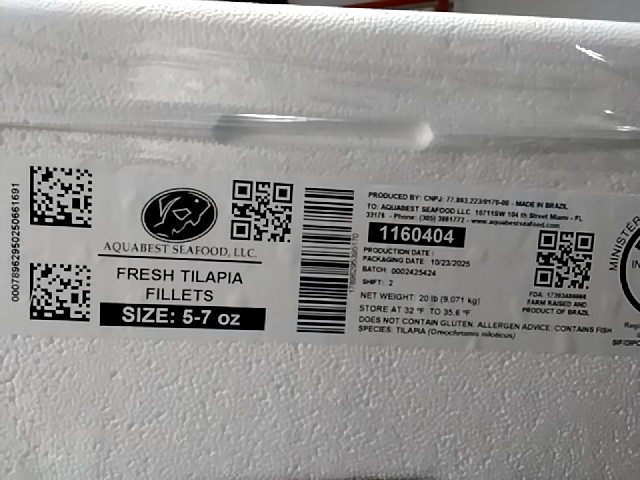 00078962950250661691
AQUABEST SEAFOOD, LLC.
FRESH TILAPIA
FILLETS
SIZE: 5-7 oz
PRODUCED BY: CNPJ: 77.863.223/0170-00 - MADE IN BRAZIL
TO: AQUABEST SEAFOOD LLC. 10711SW 104 th Street Miami - FL
33176 - Phone: (305) 3881772 - www.aquabestseafood.com
1160404
PRODUCTION DATE :
PACKAGING DATE : 10/23/2025
BATCH: 0002425424
SHIFT: 2
NET WEIGHT: 20 lb (9,071 kg)
STORE AT 32 °F TO 35,6 °F
DOES NOT CONTAIN GLUTEN. ALLERGEN ADVICE: CONTAINS FISH
SPECIES: TILAPIA (Oreochromis niloticus)
FARM RAISED AND
PRODUCT OF BRAZIL
MINISTER
IN